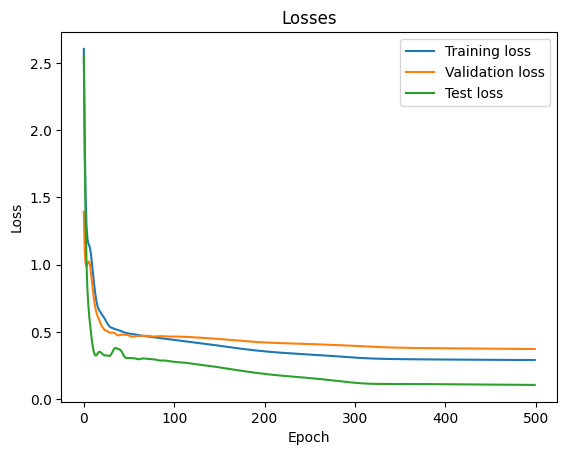 Losses
Training loss
Validation loss
Test loss
2.5
2.0
1.5
1.0
0.5
0.0
Loss
0 100 200 300 400 500
Epoch